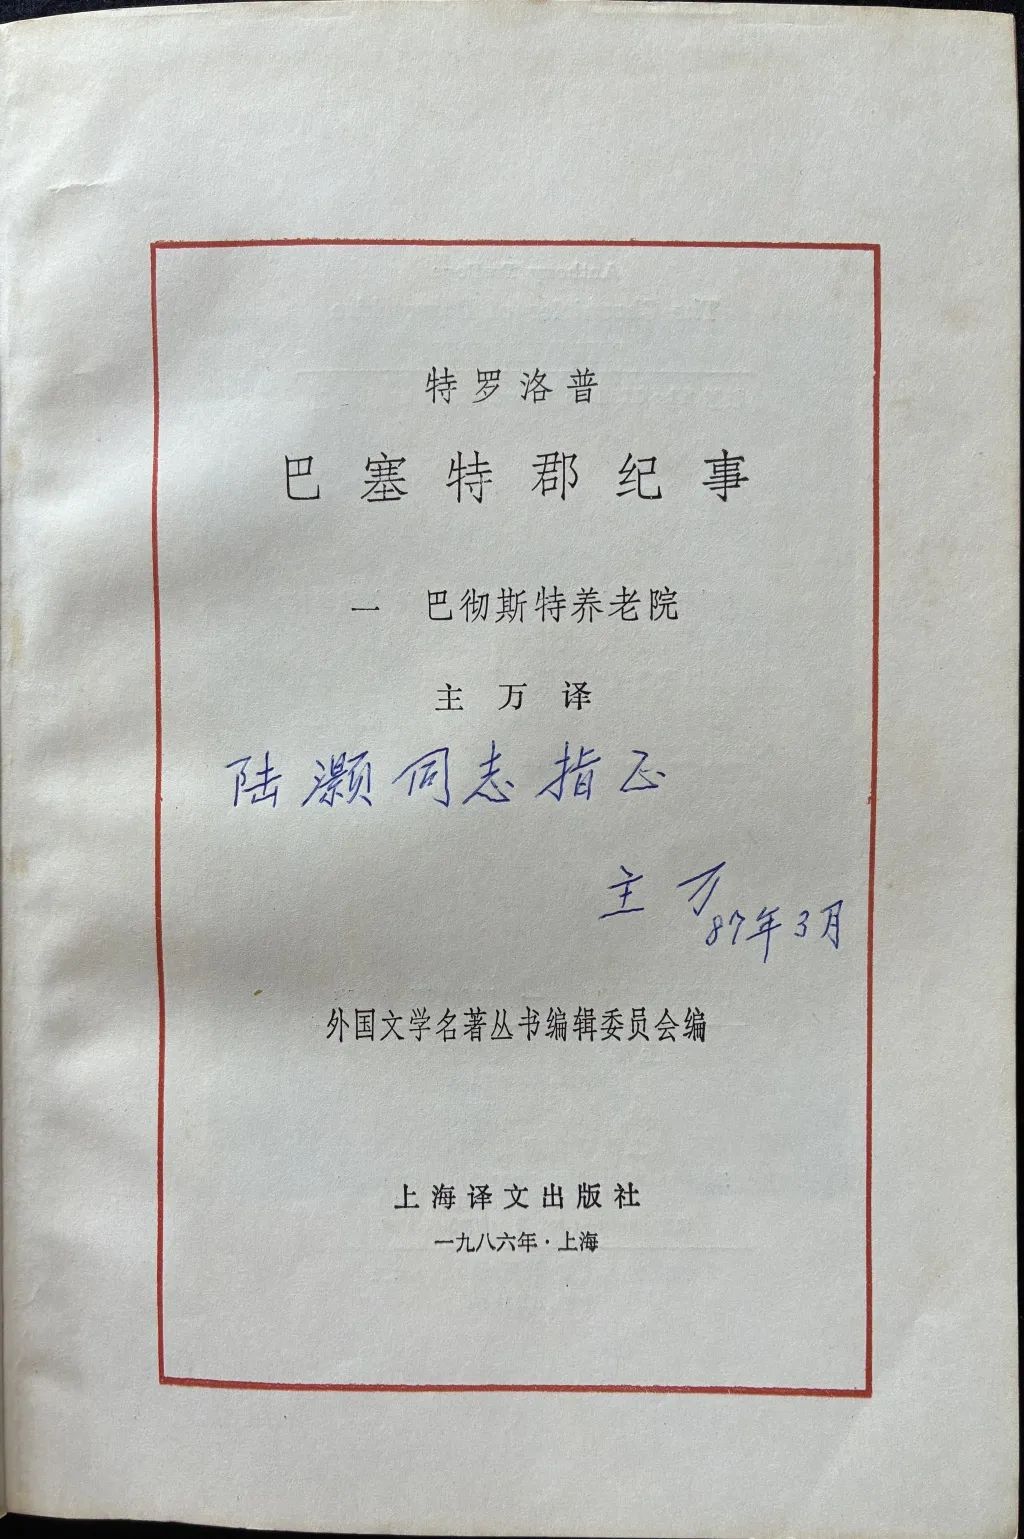 特罗洛普
巴塞特郡纪事
一 巴彻斯特养老院
主万译
陆灏同志指正
主万
87年3月
外国文学名著丛书编辑委员会编
上海译文出版社
一九八六年·上海